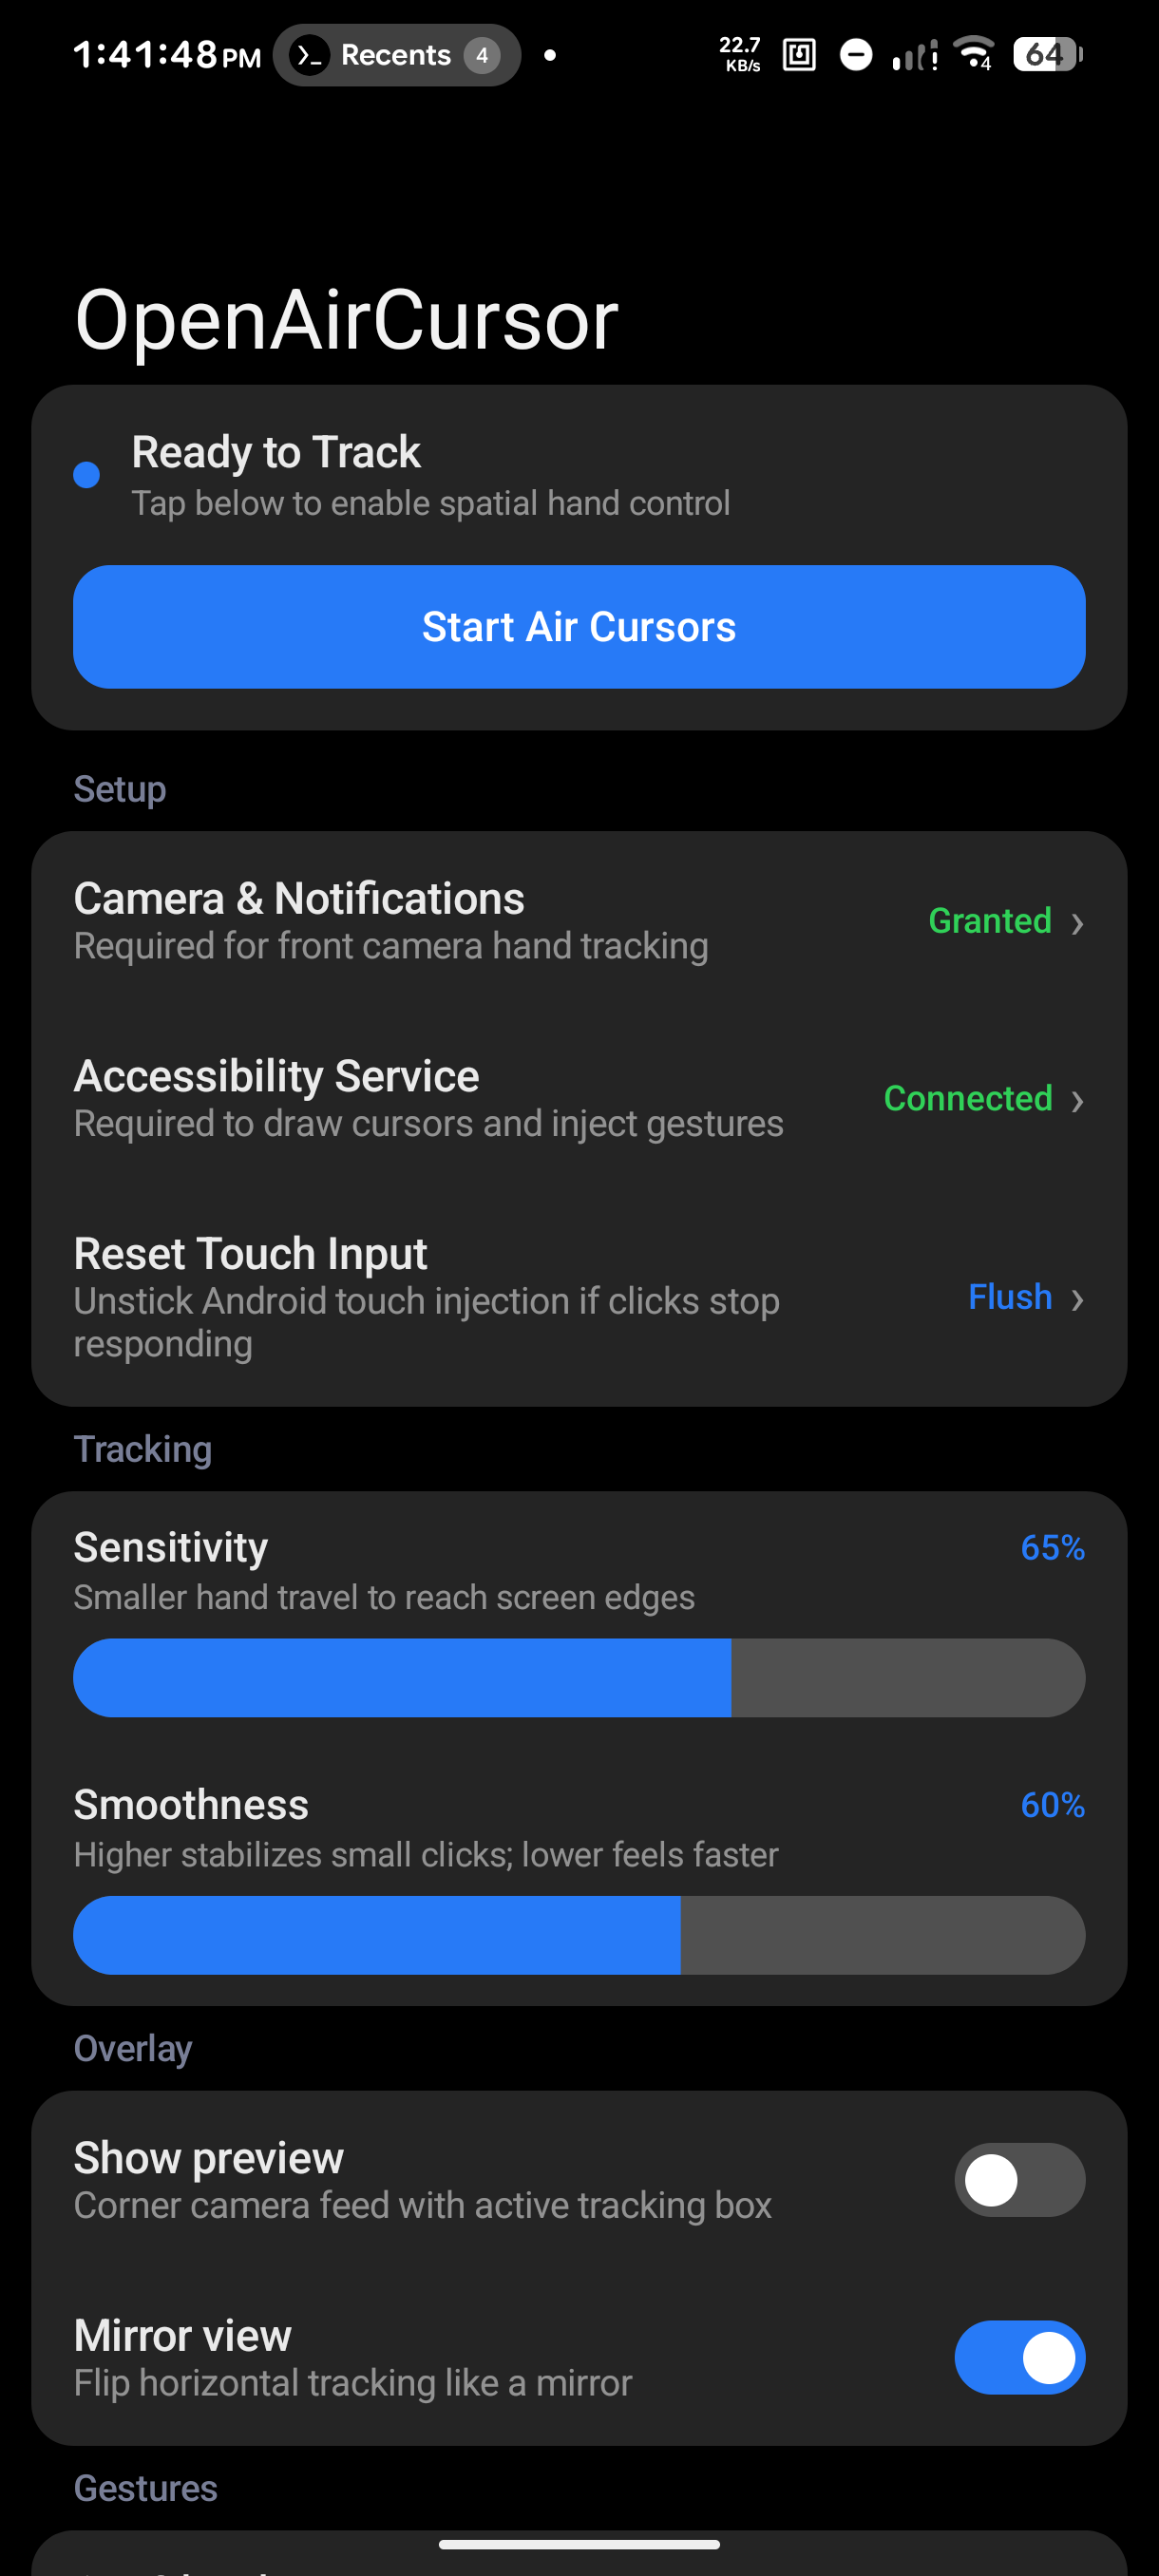 1:41:48 PM
Recents 4
22.7
KB/s
4
64
OpenAirCursor
Ready to Track
Tap below to enable spatial hand control
Start Air Cursors
Setup
Camera & Notifications
Required for front camera hand tracking
Granted
Accessibility Service
Required to draw cursors and inject gestures
Connected
Reset Touch Input
Unstick Android touch injection if clicks stop
responding
Flush
Tracking
Sensitivity
65%
Smaller hand travel to reach screen edges
Smoothness
60%
Higher stabilizes small clicks; lower feels faster
Overlay
Show preview
Corner camera feed with active tracking box
Mirror view
Flip horizontal tracking like a mirror
Gestures